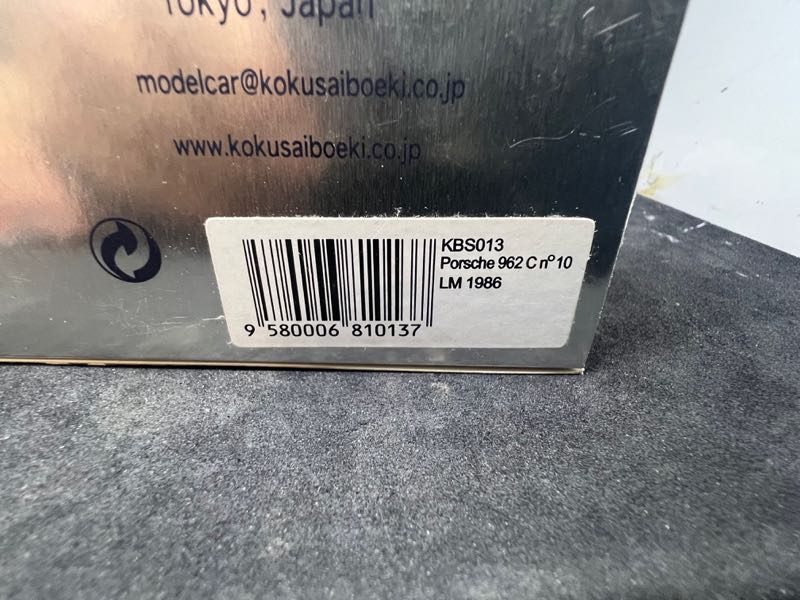 Tokyo, Japan
modelcar@kokusaiboeki.co.jp
www.kokusaiboeki.co.jp
KBS013
Porsche 962 C nº10
LM 1986
9 580006 810137